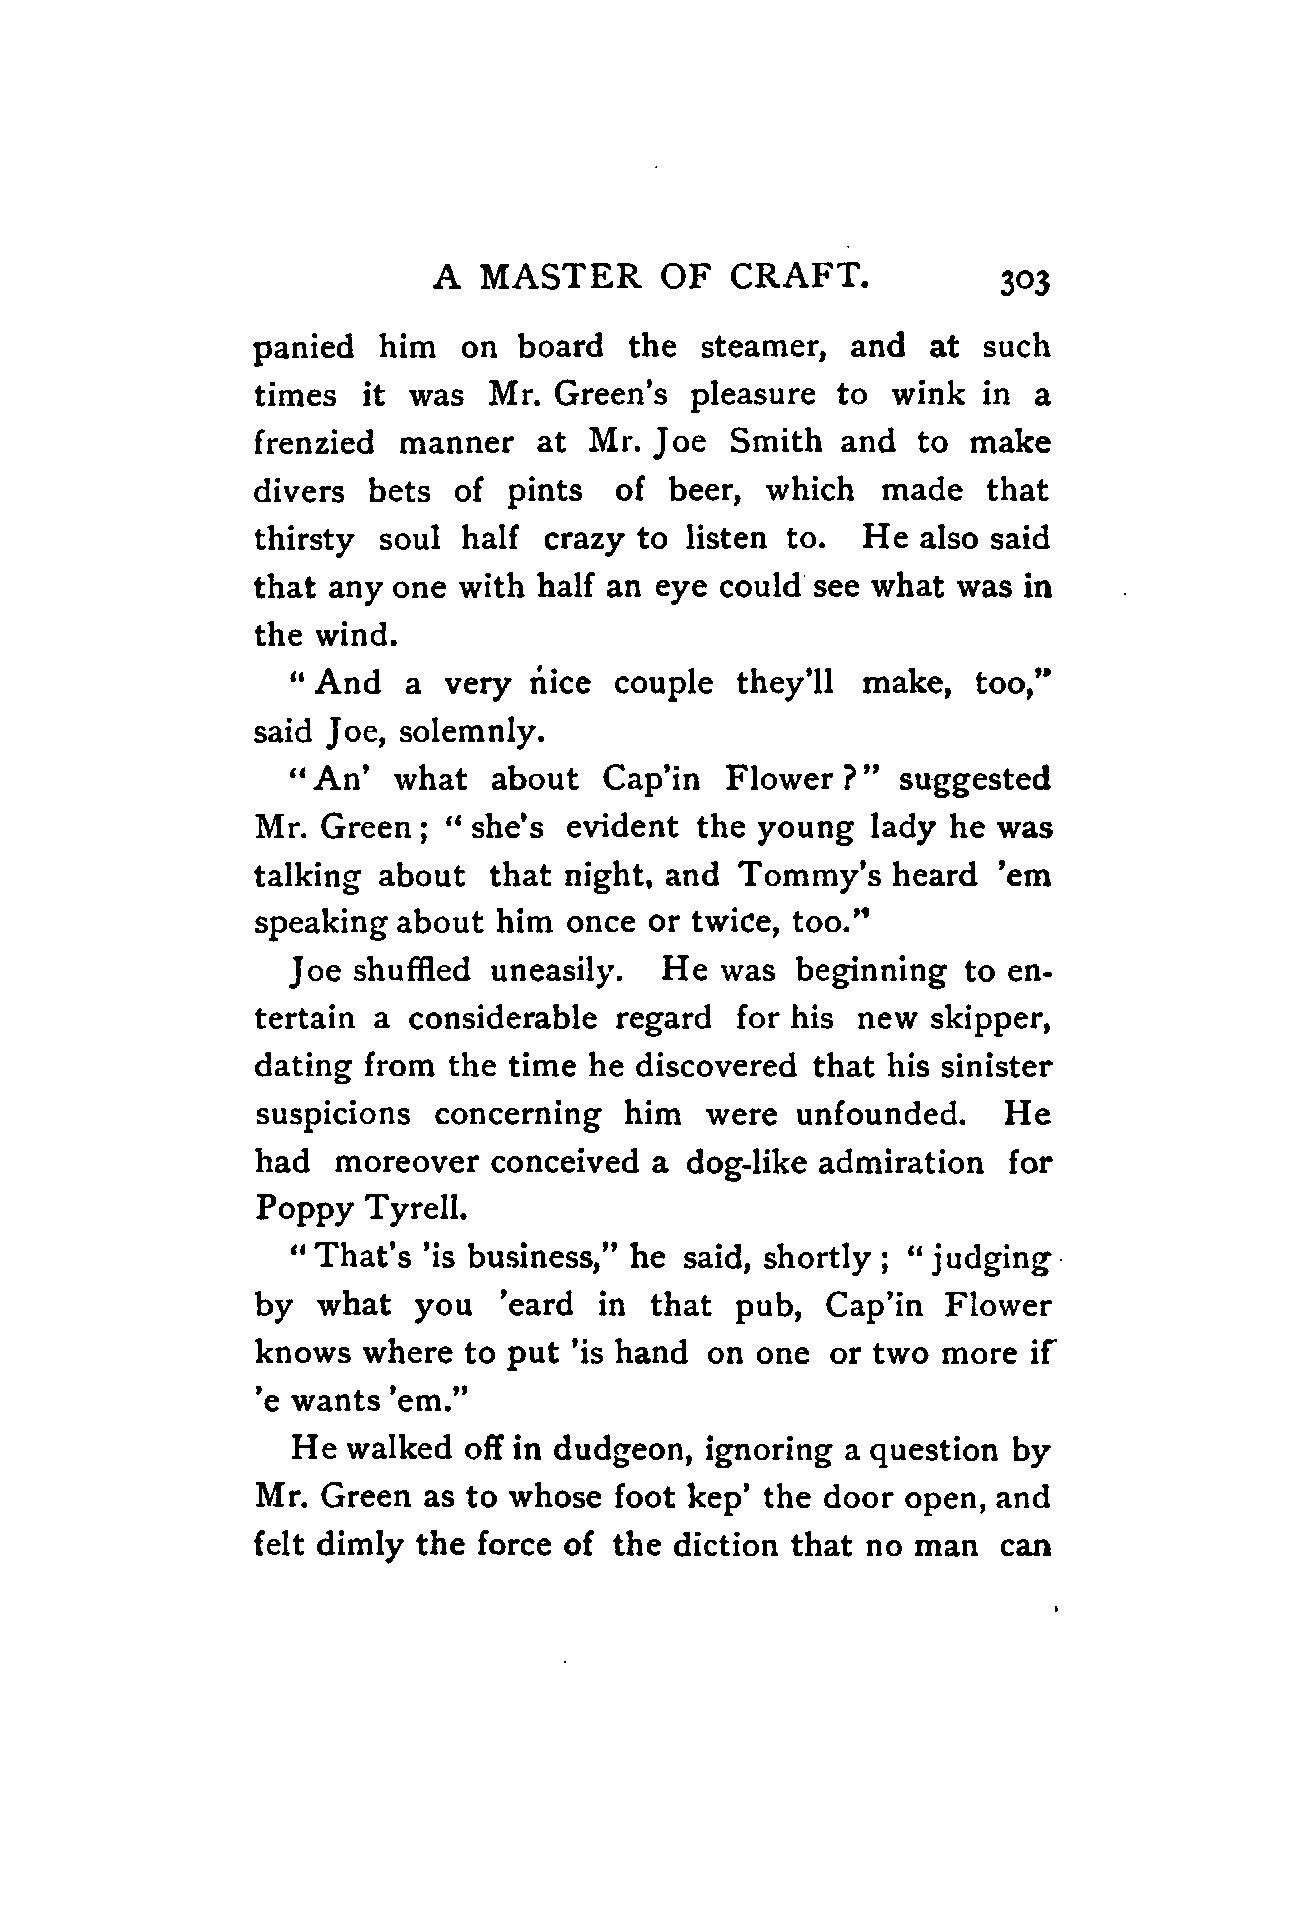 A MASTER OF CRAFT. 303
panied him on board the steamer, and at such
times it was Mr. Green's pleasure to wink in a
frenzied manner at Mr. Joe Smith and to make
divers bets of pints of beer, which made that
thirsty soul half crazy to listen to. He also said
that any one with half an eye could see what was in
the wind.
"And a very nice couple they'll make, too,"
said Joe, solemnly.
"An' what about Cap'in Flower?" suggested
Mr. Green; "she's evident the young lady he was
talking about that night, and Tommy's heard 'em
speaking about him once or twice, too."
Joe shuffled uneasily. He was beginning to en-
tertain a considerable regard for his new skipper,
dating from the time he discovered that his sinister
suspicions concerning him were unfounded. He
had moreover conceived a dog-like admiration for
Poppy Tyrell.
"That's 'is business," he said, shortly; "judging
by what you 'eard in that pub, Cap'in Flower
knows where to put 'is hand on one or two more if
'e wants 'em."
He walked off in dudgeon, ignoring a question by
Mr. Green as to whose foot kep' the door open, and
felt dimly the force of the diction that no man can